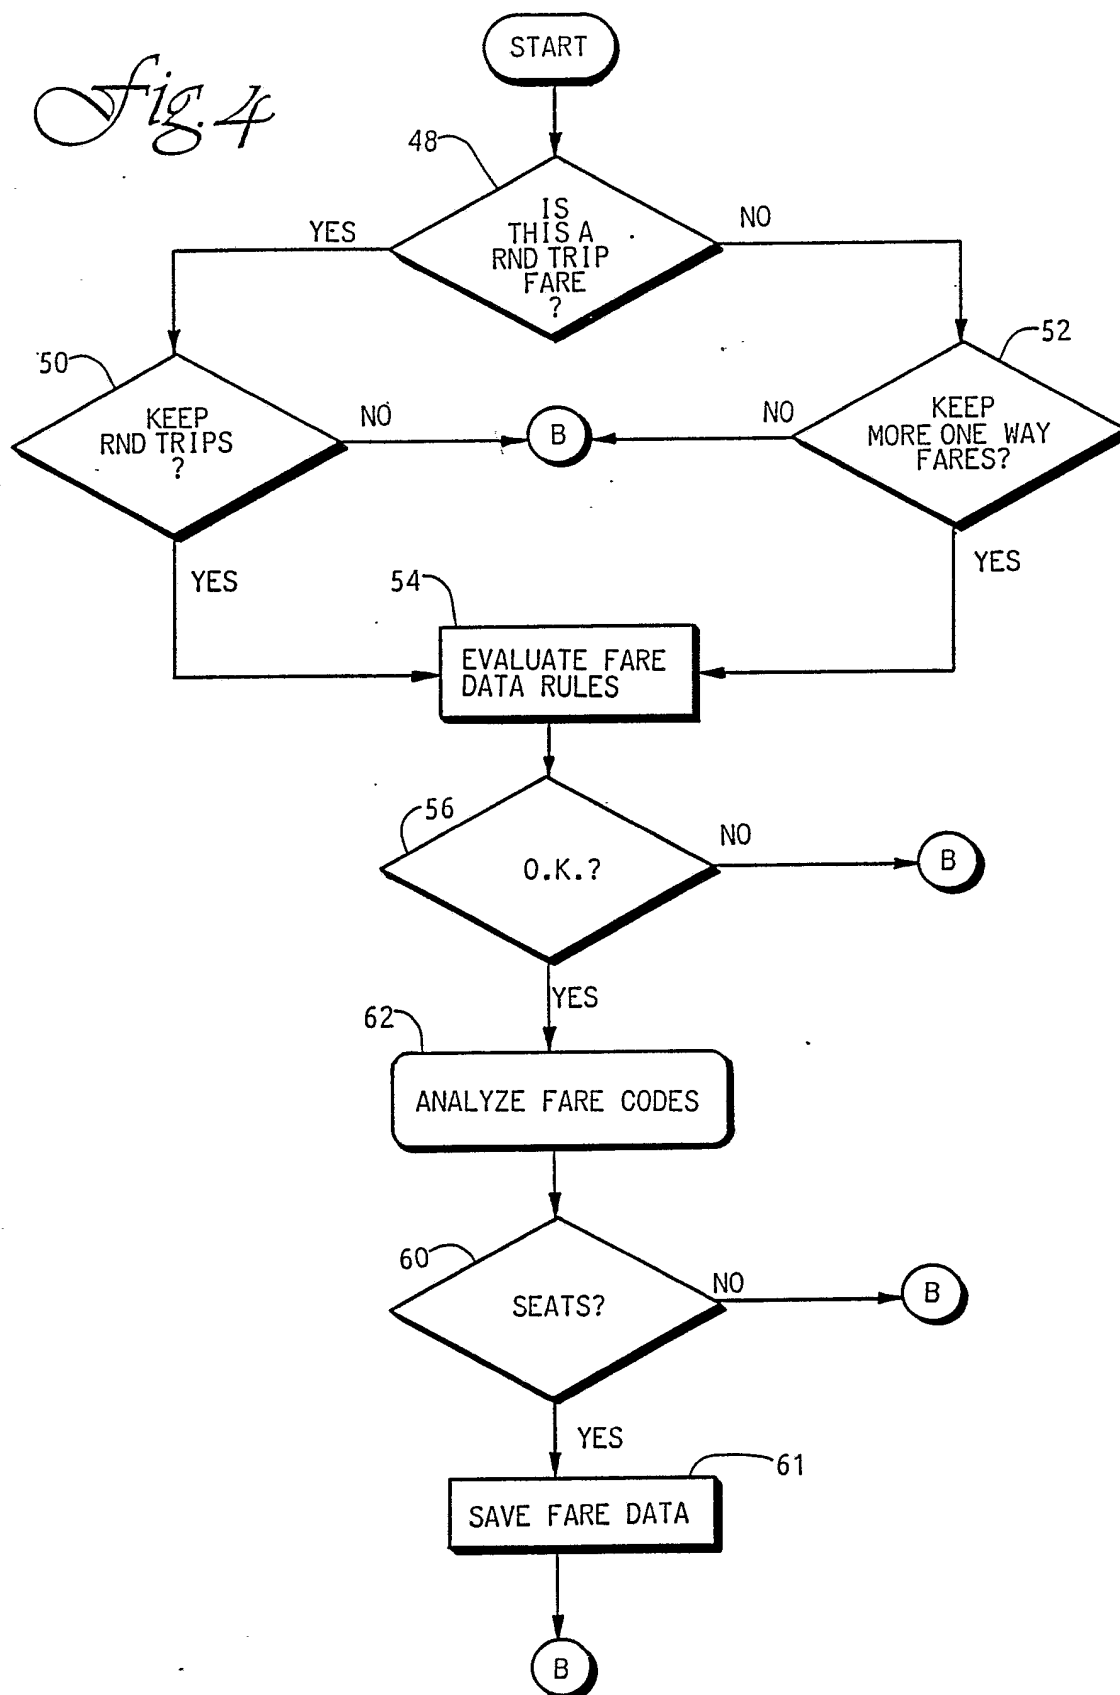 START
Fig. 4
48
IS
THIS A
RND TRIP
FARE
?
YES
NO
50
52
KEEP
RND TRIPS
?
NO
B
NO
KEEP
MORE ONE WAY
FARES?
YES
YES
54
EVALUATE FARE
DATA RULES
56
O.K.?
NO
B
YES
62
ANALYZE FARE CODES
60
SEATS?
NO
B
YES
61
SAVE FARE DATA
B